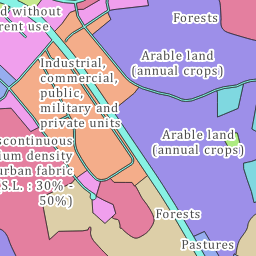 d without
rent use
Forests
Arable land
(annual crops)
Industrial,
commercial,
public,
military and
private units
Arable land
(annual crops)
scontinuous
um density
urban fabric
S.L. : 30% -
50%)
Forests
Pastures